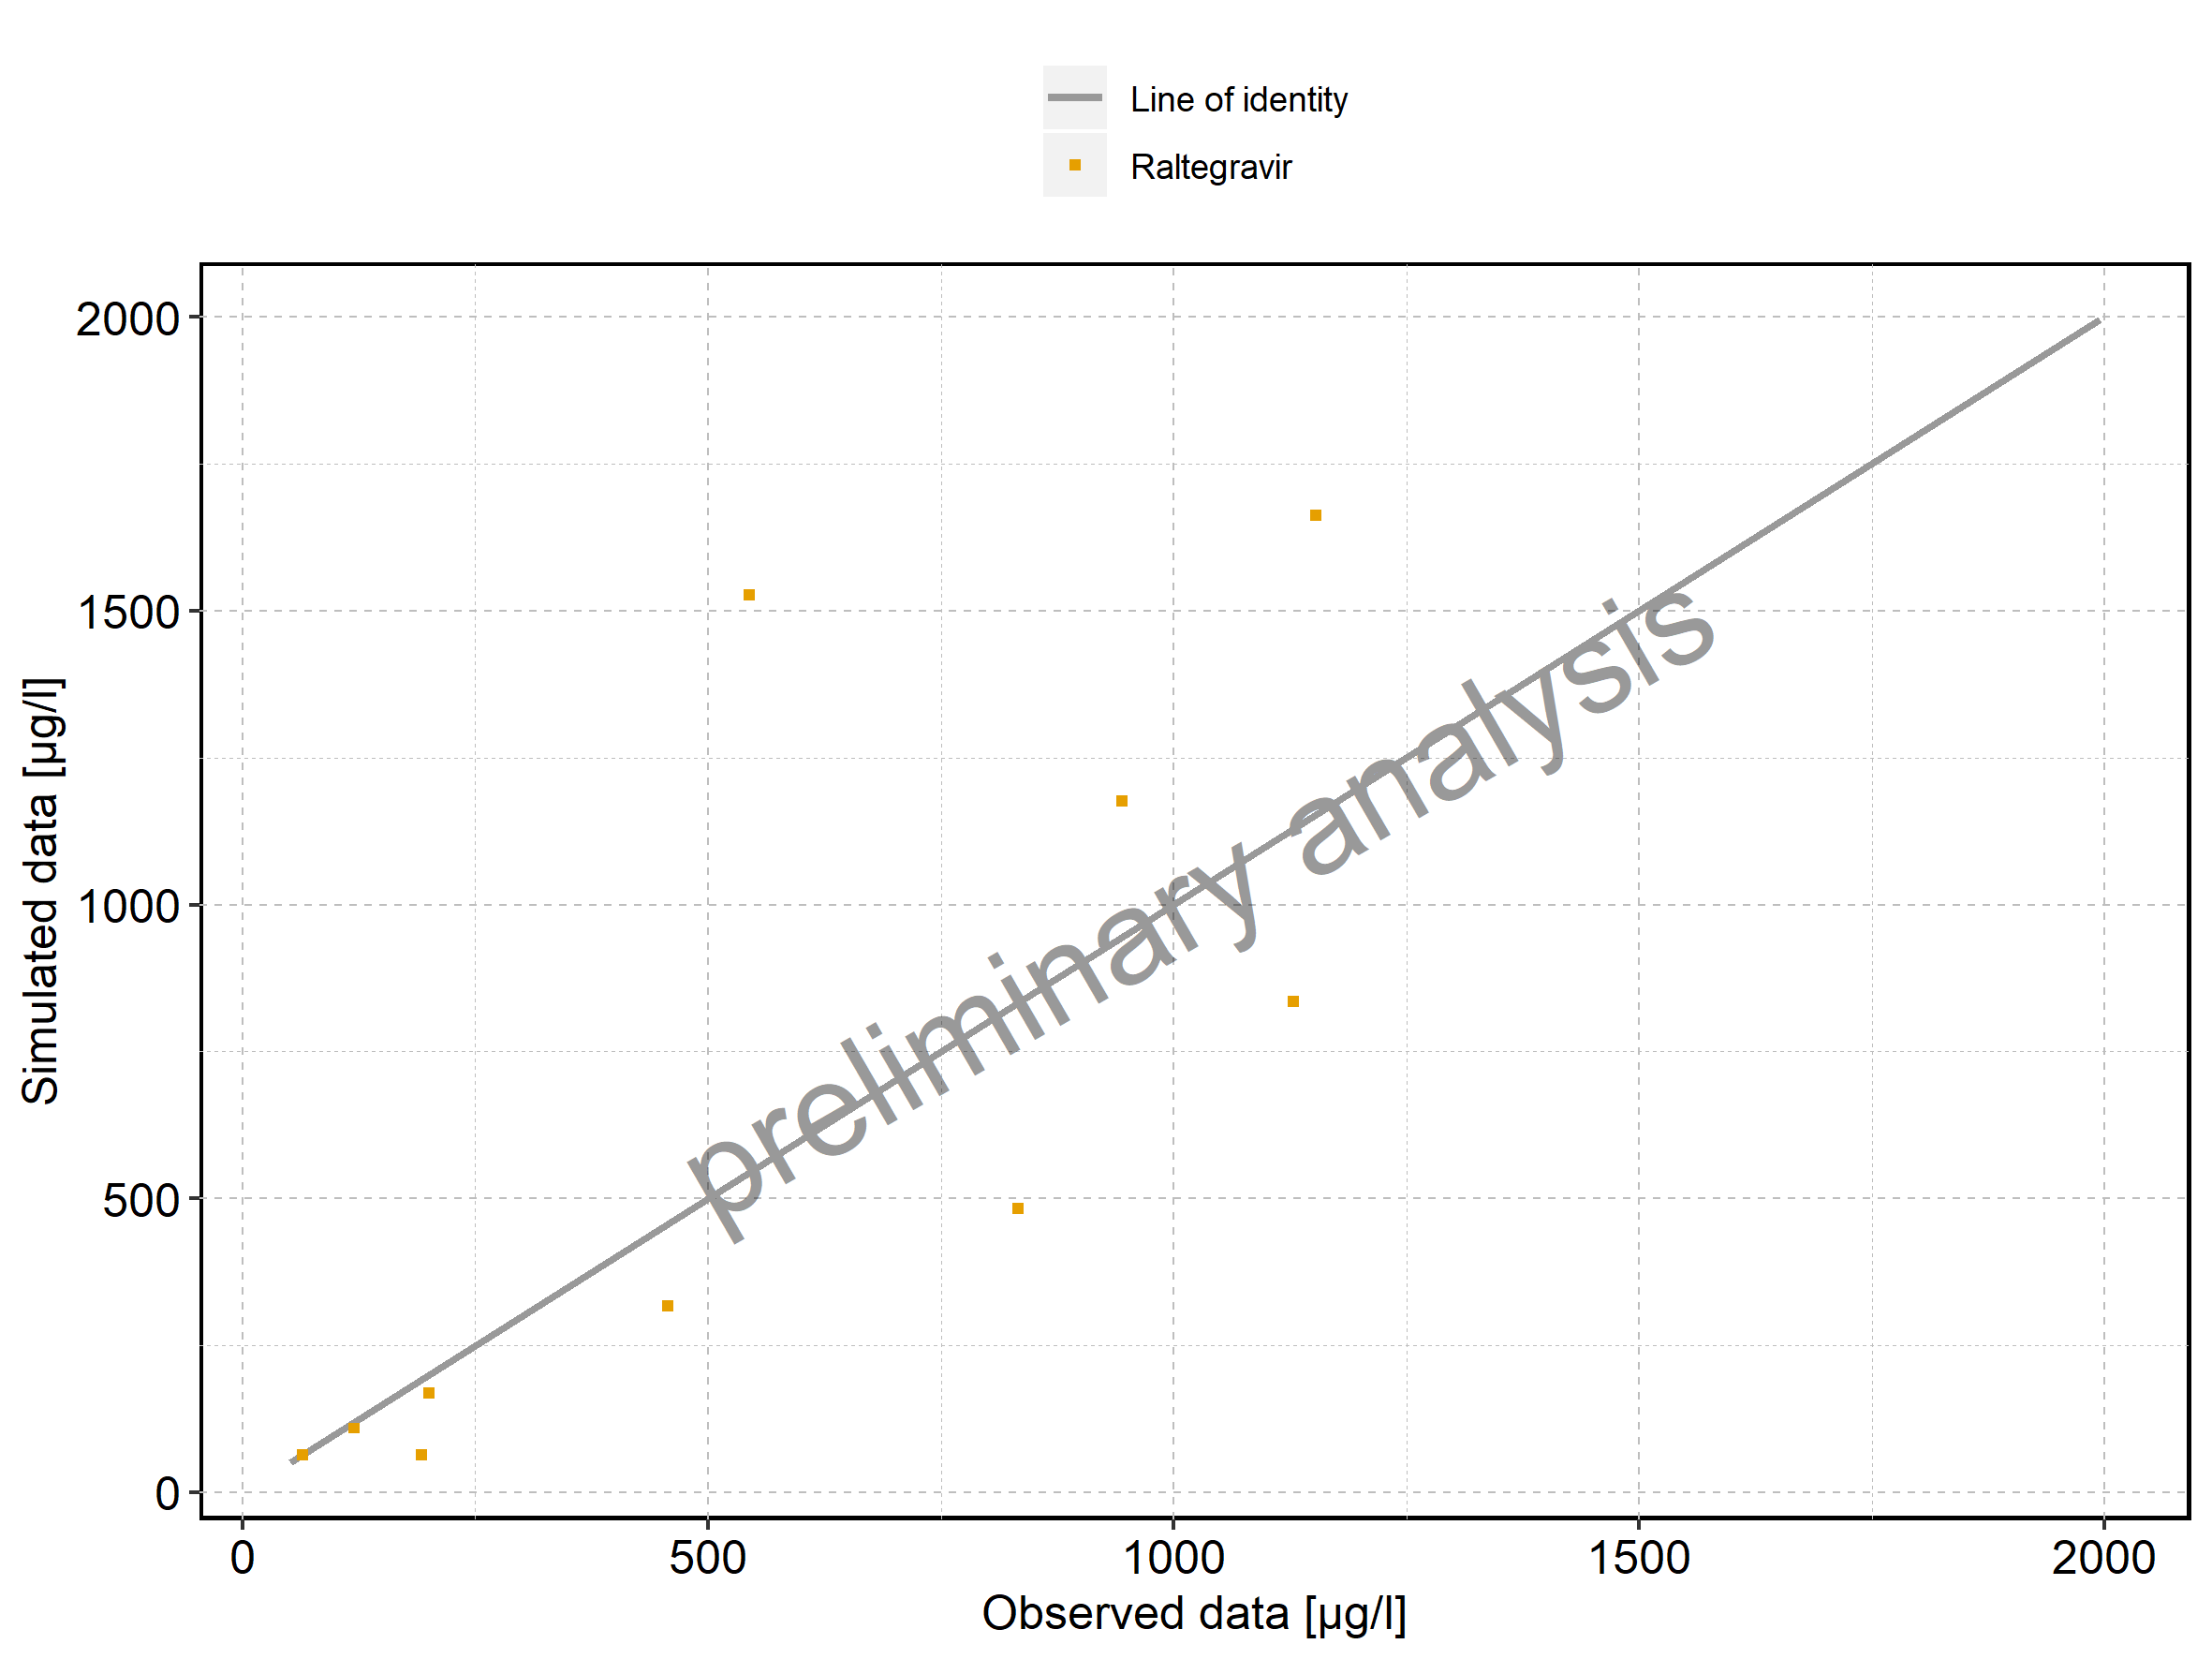 Line of identity
Raltegravir
2000
1500
1000
500
0
Simulated data [µg/l]
preliminary analysis
0 500 1000 1500 2000
Observed data [µg/l]